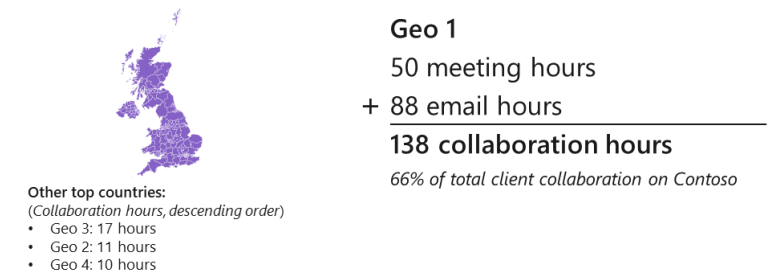 Geo 1
50 meeting hours
+ 88 email hours
138 collaboration hours
66% of total client collaboration on Contoso
Other top countries:
(Collaboration hours, descending order)
• Geo 3: 17 hours
• Geo 2: 11 hours
• Geo 4: 10 hours